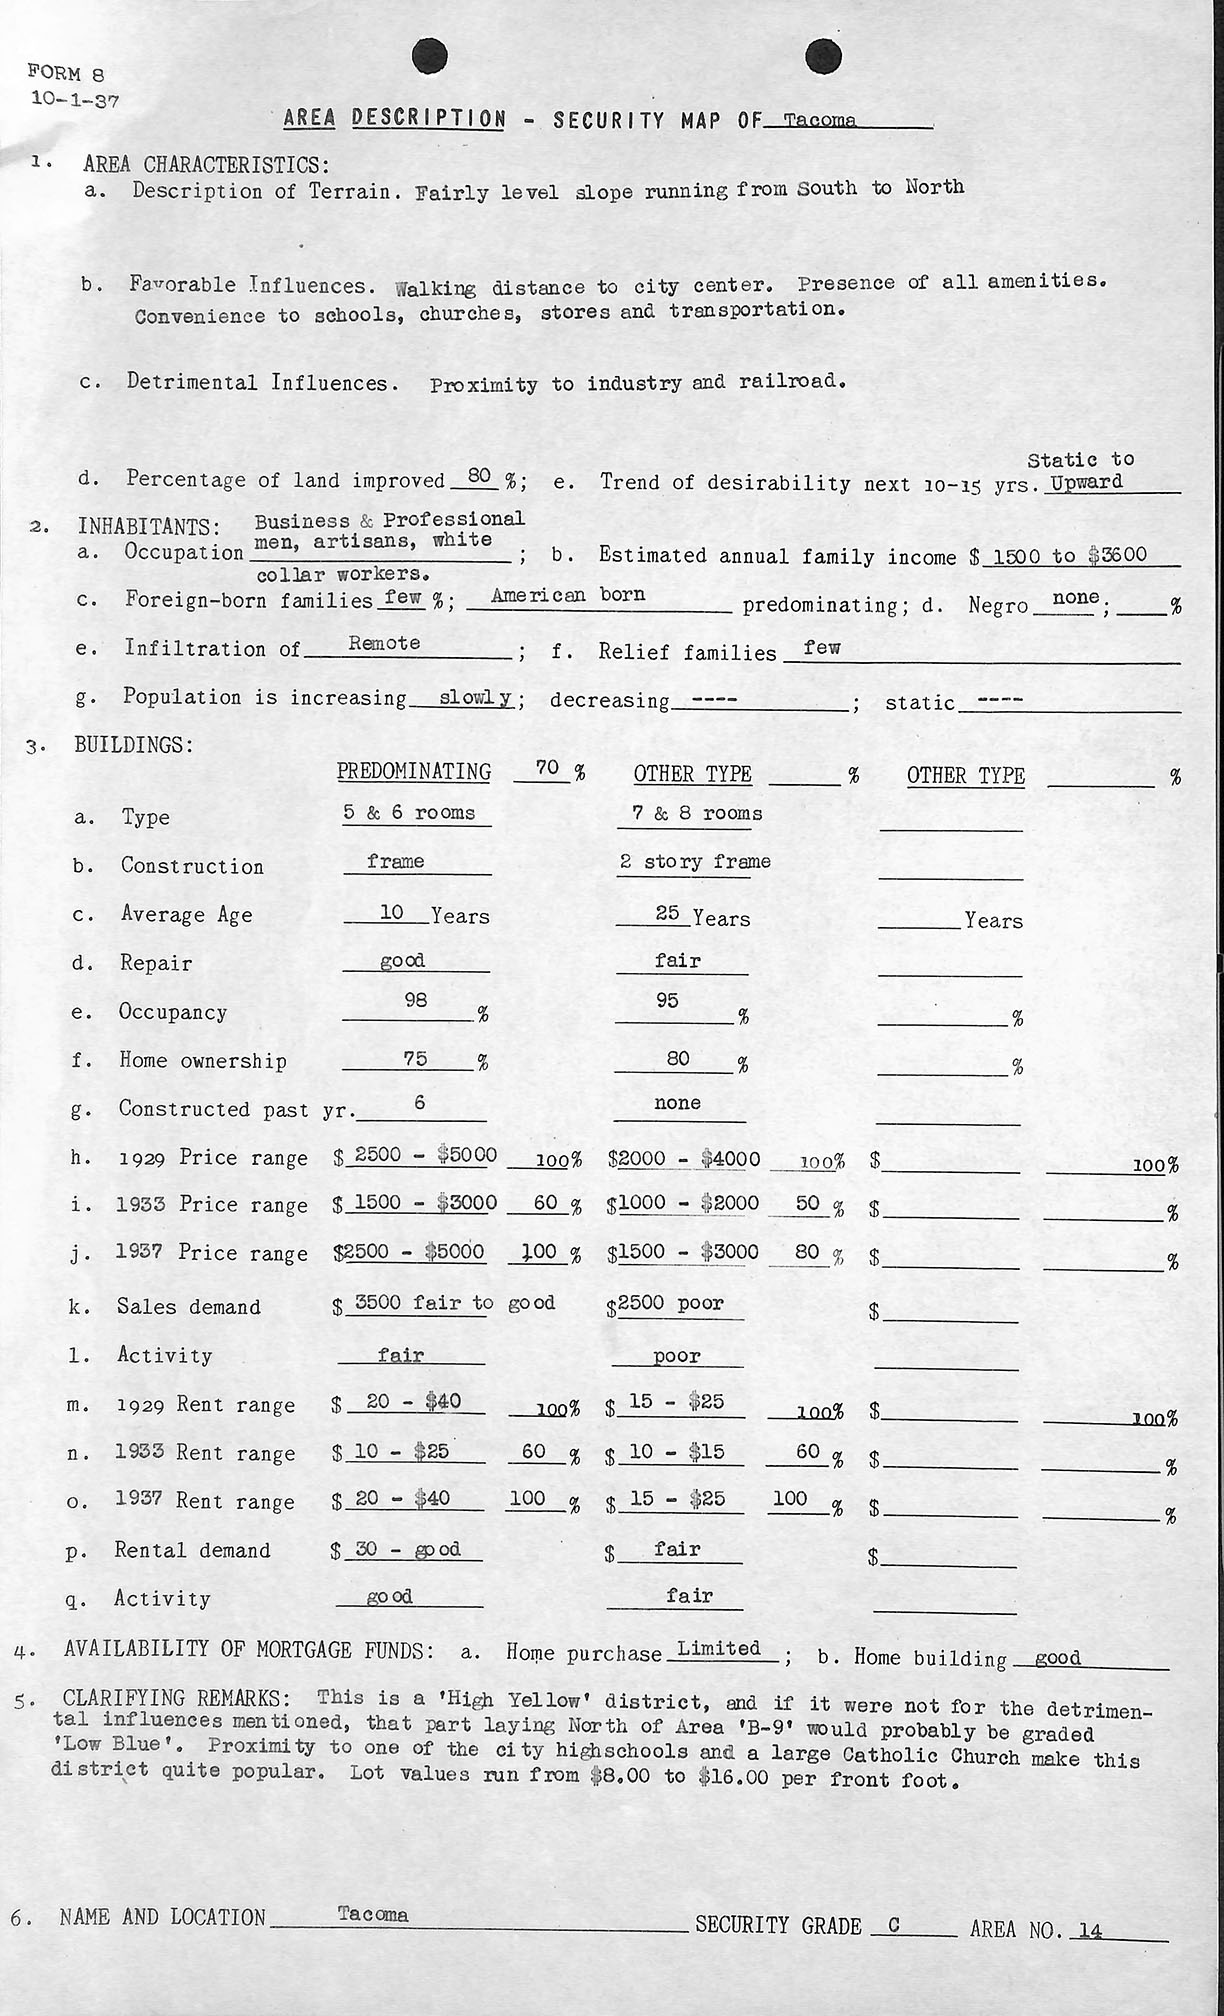 FORM 8
10-1-37
AREA DESCRIPTION - SECURITY MAP OF Tacoma
1. AREA CHARACTERISTICS:
a. Description of Terrain. Fairly level slope running from South to North
b. Favorable Influences. Walking distance to city center. Presence of all amenities.
Convenience to schools, churches, stores and transportation.
c. Detrimental Influences. Proximity to industry and railroad.
Static to
d. Percentage of land improved 80 %; e. Trend of desirability next 10-15 yrs. Upward
2. INHABITANTS: Business & Professional
men, artisans, white
a. Occupation ; b. Estimated annual family income $ 1500 to $3600
collar workers.
c. Foreign-born families few %; American born predominating; d. Negro none; %
e. Infiltration of Remote ; f. Relief families few
g. Population is increasing slowly; decreasing ---- ; static ----
3. BUILDINGS:
PREDOMINATING 70 % OTHER TYPE % OTHER TYPE %
a. Type 5 & 6 rooms 7 & 8 rooms
b. Construction frame 2 story frame
c. Average Age 10 Years 25 Years Years
d. Repair good fair
e. Occupancy 98 % 95 % %
f. Home ownership 75 % 80 % %
g. Constructed past yr. 6 none
h. 1929 Price range $ 2500 - $5000 100% $2000 - $4000 100% $ 100%
i. 1933 Price range $ 1500 - $3000 60 % $1000 - $2000 50 % $ %
j. 1937 Price range $2500 - $5000 100 % $1500 - $3000 80 % $ %
k. Sales demand $ 3500 fair to good $2500 poor $
l. Activity fair poor
m. 1929 Rent range $ 20 - $40 100% $ 15 - $25 100% $ 100%
n. 1933 Rent range $ 10 - $25 60 % $ 10 - $15 60 % $ %
o. 1937 Rent range $ 20 - $40 100 % $ 15 - $25 100 % $ %
p. Rental demand $ 30 - good $ fair $
q. Activity good fair
4. AVAILABILITY OF MORTGAGE FUNDS: a. Home purchase Limited ; b. Home building good
5. CLARIFYING REMARKS: This is a 'High Yellow' district, and if it were not for the detrimen-
tal influences mentioned, that part laying North of Area 'B-9' would probably be graded
'Low Blue'. Proximity to one of the city highschools and a large Catholic Church make this
district quite popular. Lot values run from $8.00 to $16.00 per front foot.
6. NAME AND LOCATION Tacoma SECURITY GRADE C AREA NO. 14